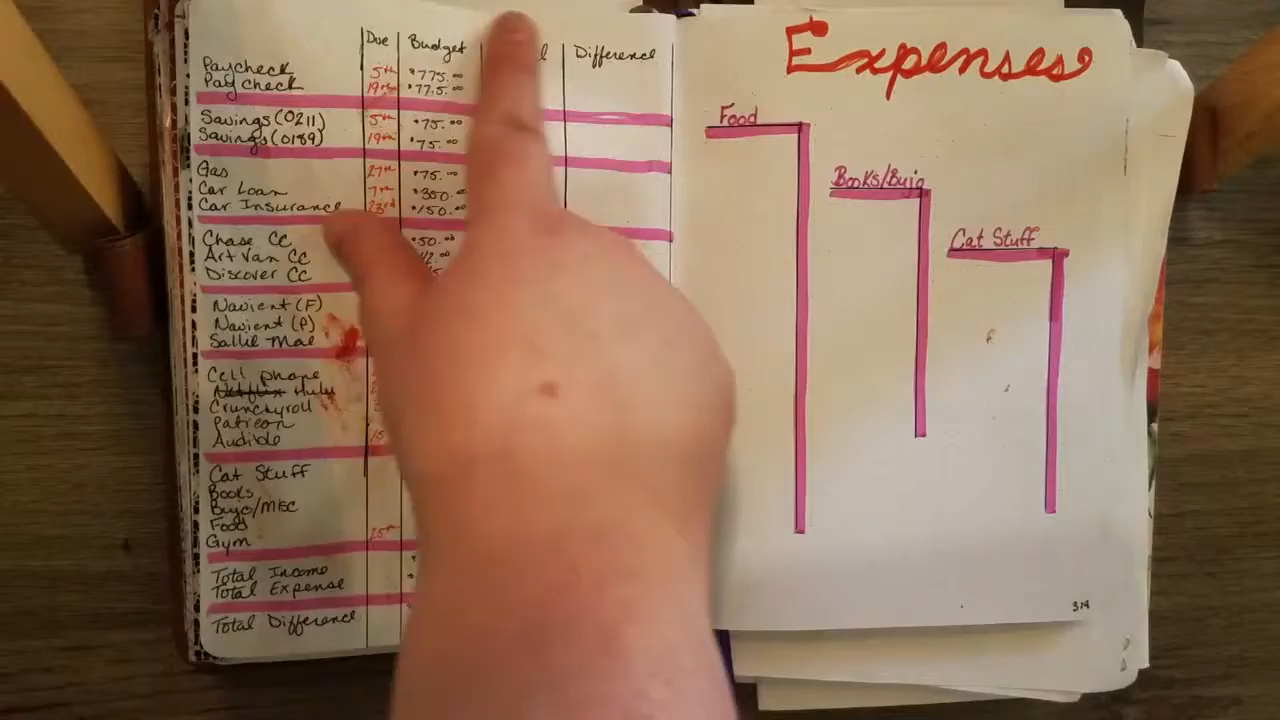 Due Budget Difference
Paycheck 5th $775.00
Paycheck 19th $775.00
Savings (0211) 5th $75.00
Savings (0189) 19th $75.00
Gas 27th $75.00
Car Loan 7th $350.00
Car Insurance 23rd $150.00
Chase CC $50.00
Art Van CC
Discover CC
Navient (F)
Navient (P)
Sallie Mae
Cell phone
Netflix Hulu
Crunchyroll
Patreon
Audible 15
Cat Stuff
Books
Bujo/Misc
Food
Gym 25th
Total Income
Total Expense
Total Difference
Expenses
Food
Books/Bujo
Cat Stuff
319